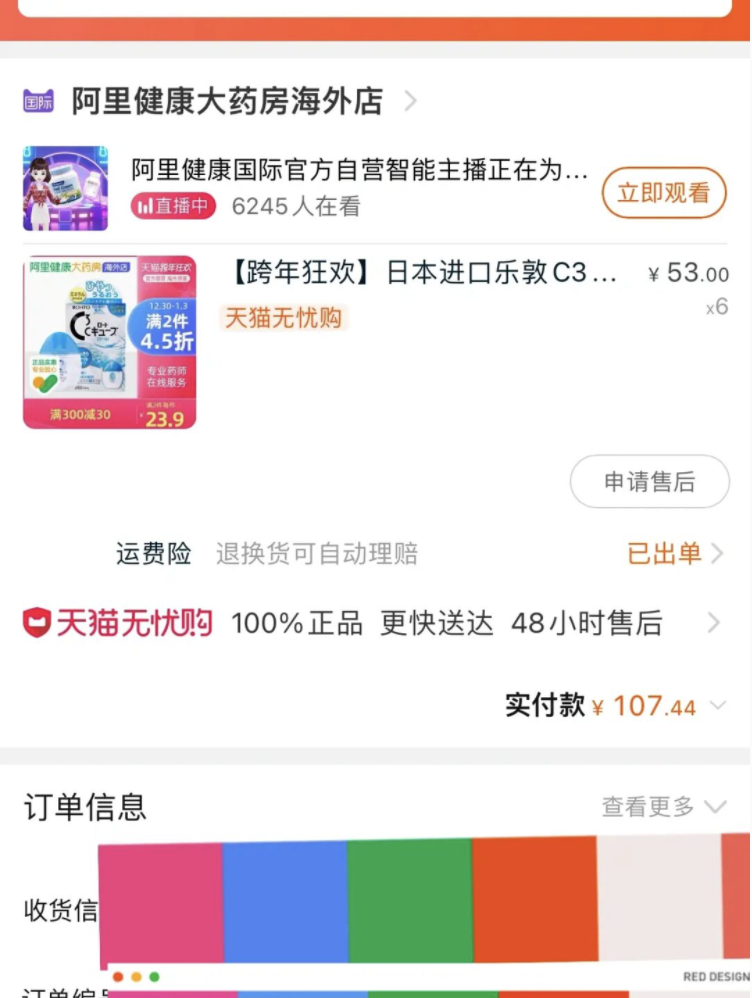 国际 阿里健康大药房海外店
阿里健康国际官方自营智能主播正在为...
直播中 6245人在看
立即观看
阿里健康大药房 海外店
天猫跨年狂欢
12.30-1.3
满2件
4.5折
专业药师
在线服务
满300减30
23.9
【跨年狂欢】日本进口乐敦C3...
¥53.00
x6
天猫无忧购
申请售后
运费险 退换货可自动理赔 已出单
天猫无忧购 100%正品 更快送达 48小时售后
实付款 ¥107.44
订单信息 查看更多
收货信
RED DESIGN